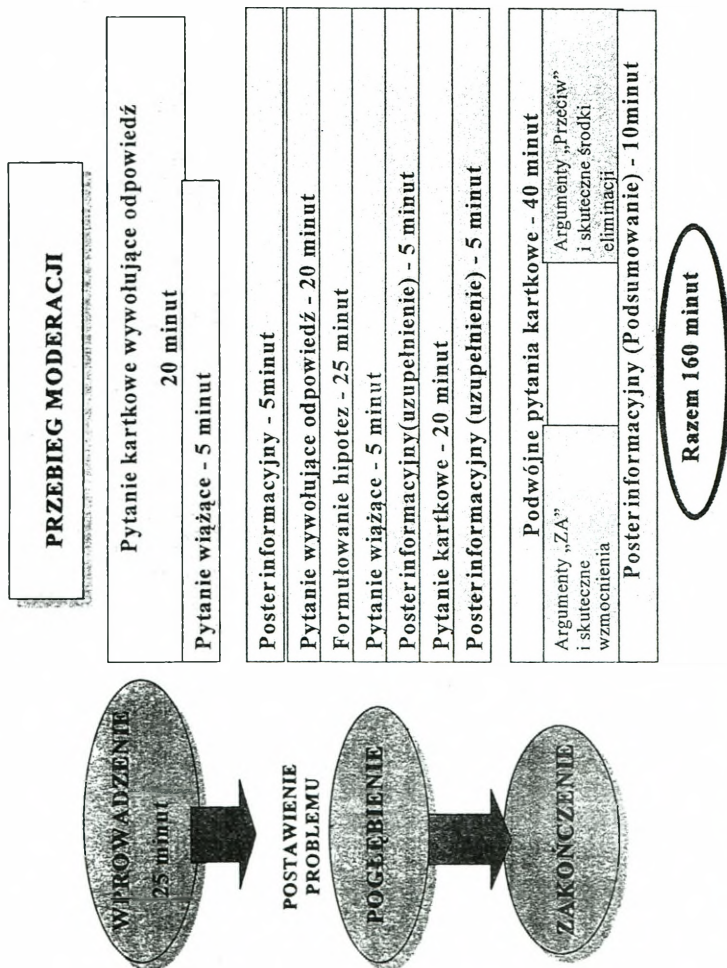 PRZEBIEG MODERACJI
WPROWADZENIE
25 minut
Pytanie kartkowe wywołujące odpowiedź
20 minut
Pytanie wiążące - 5 minut
POSTAWIENIE
PROBLEMU
POGŁĘBIENIE
Poster informacyjny - 5minut
Pytanie wywołujące odpowiedź - 20 minut
Formułowanie hipotez - 25 minut
Pytanie wiążące - 5 minut
Poster informacyjny(uzupełnienie) - 5 minut
Pytanie kartkowe - 20 minut
Poster informacyjny (uzupełnienie) - 5 minut
ZAKOŃCZENIE
Podwójne pytania kartkowe - 40 minut
Argumenty „ZA”
i skuteczne
wzmocnienia
Argumenty „Przeciw”
i skuteczne środki
eliminacji
Poster informacyjny (Podsumowanie) - 10minut
Razem 160 minut